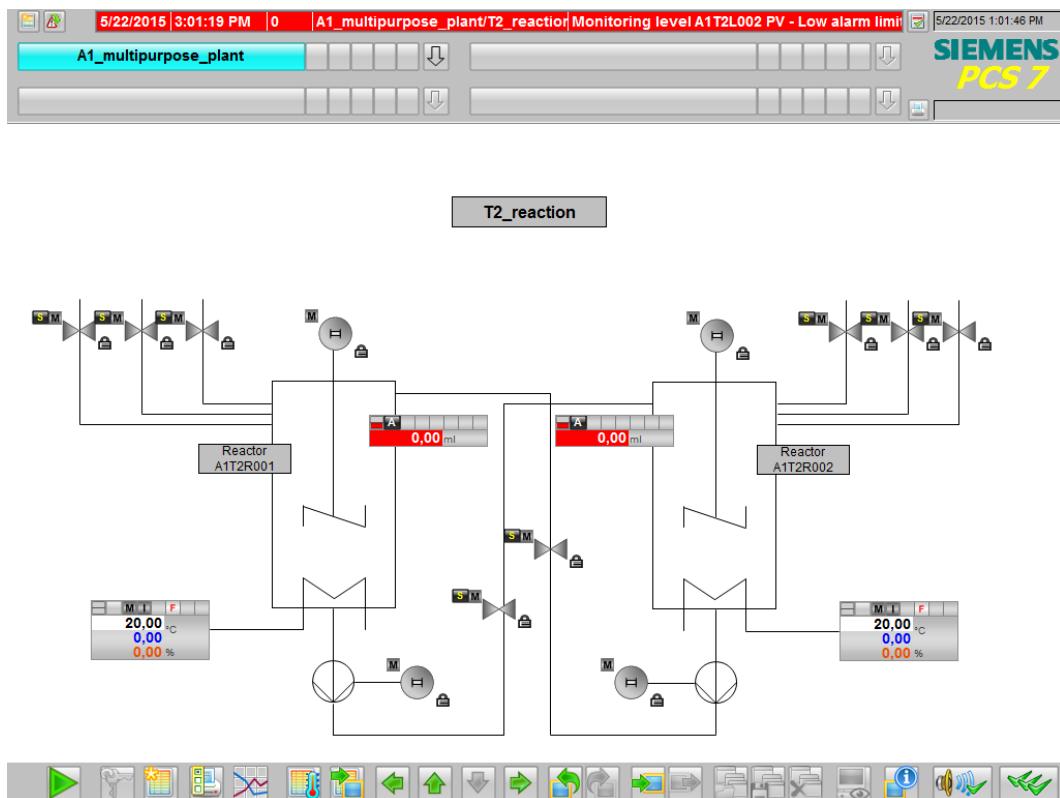 5/22/2015 3:01:19 PM 0 A1_multipurpose_plant/T2_reaction Monitoring level A1T2L002 PV - Low alarm limi
5/22/2015 1:01:46 PM
A1_multipurpose_plant
SIEMENS
PCS 7
T2_reaction
S M S M S M
M
M
S M S M S M
A
0,00 ml
A
0,00 ml
Reactor
A1T2R001
Reactor
A1T2R002
S M
S M
M I F
20,00 °C
0,00
0,00 %
M I F
20,00 °C
0,00
0,00 %
M
M